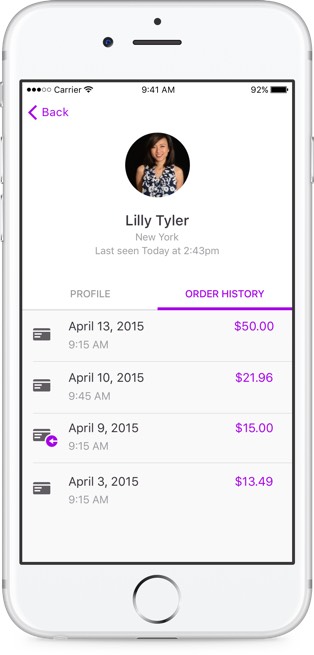 Carrier 9:41 AM 92%
Back
Lilly Tyler
New York
Last seen Today at 2:43pm
PROFILE ORDER HISTORY
April 13, 2015 $50.00
9:15 AM
April 10, 2015 $21.96
9:45 AM
April 9, 2015 $15.00
9:15 AM
April 3, 2015 $13.49
9:15 AM